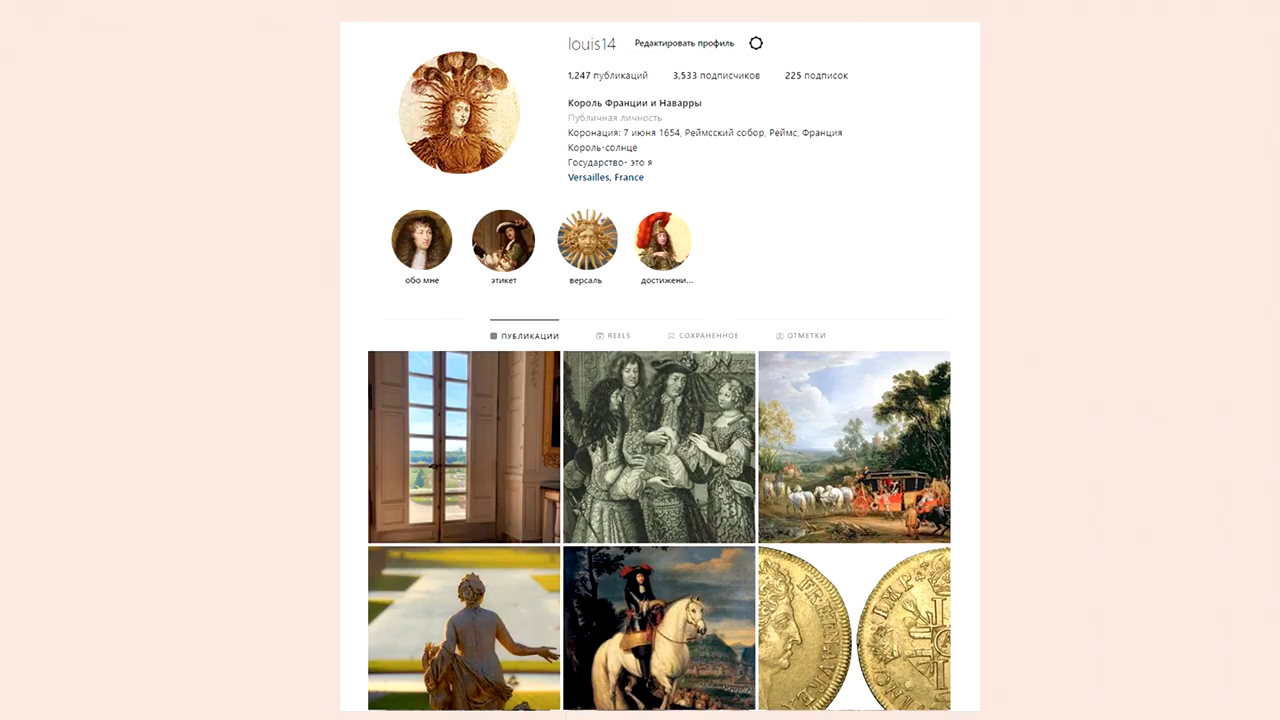 louis14 Редактировать профиль
1,247 публикаций 3,533 подписчиков 225 подписок
Король Франции и Наварры
Публичная личность
Коронация: 7 июня 1654, Реймсский собор, Реймс, Франция
Король-солнце
Государство- это я
Versailles, France
обо мне этикет версаль достижени...
ПУБЛИКАЦИИ REELS СОХРАНЕННОЕ ОТМЕТКИ